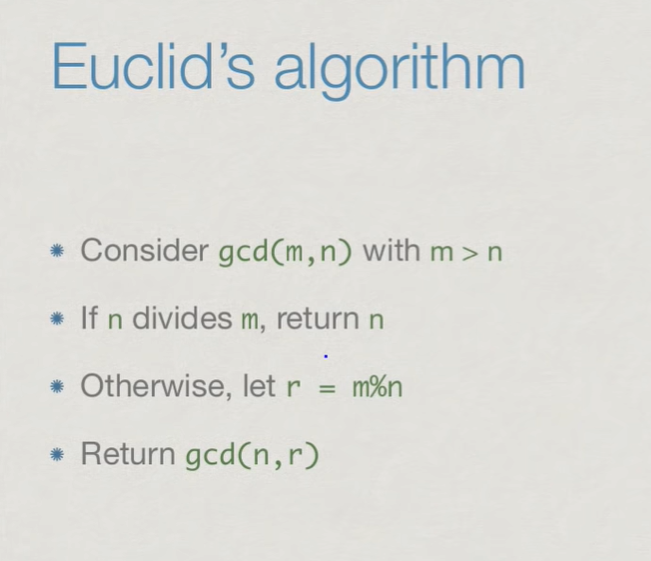 Euclid’s algorithm
Consider gcd(m,n) with m > n
If n divides m, return n
Otherwise, let r = m%n
Return gcd(n,r)